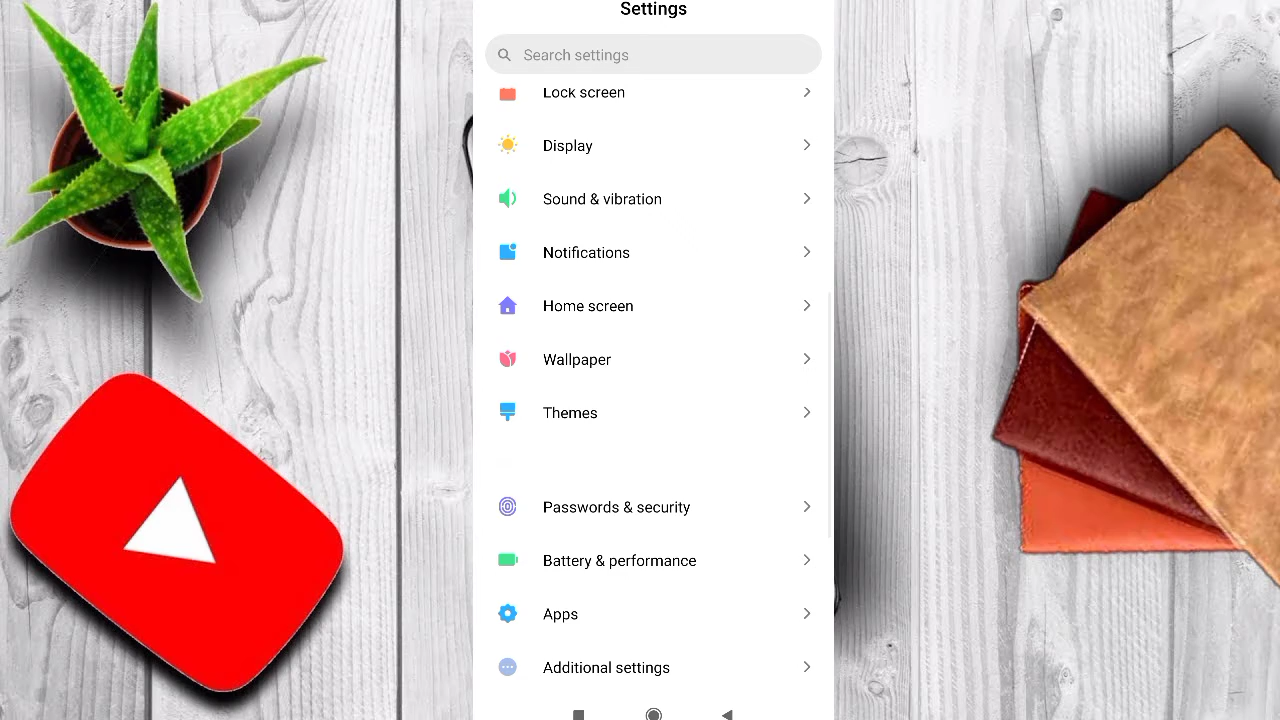 Settings
Search settings
Lock screen
Display
Sound & vibration
Notifications
Home screen
Wallpaper
Themes
Passwords & security
Battery & performance
Apps
Additional settings